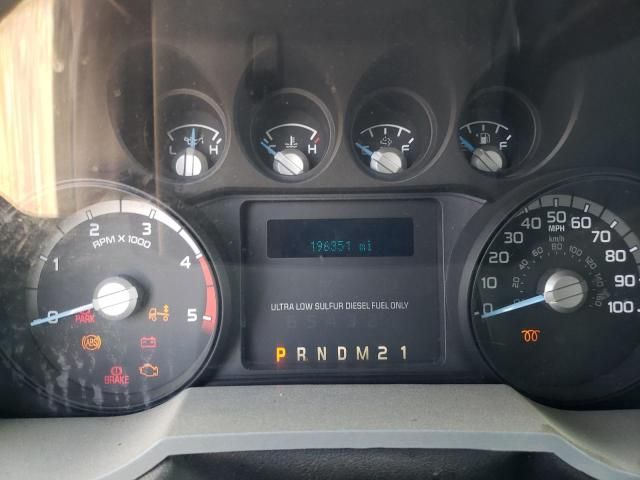 L H
C H
F
F
0 1 2 3 4 5
RPM X 1000
PARK
ABS
BRAKE
196351 mi
ULTRA LOW SULFUR DIESEL FUEL ONLY
P R N D M 2 1
0 10 20 30 40 50 60 70 80 90 100
MPH
km/h